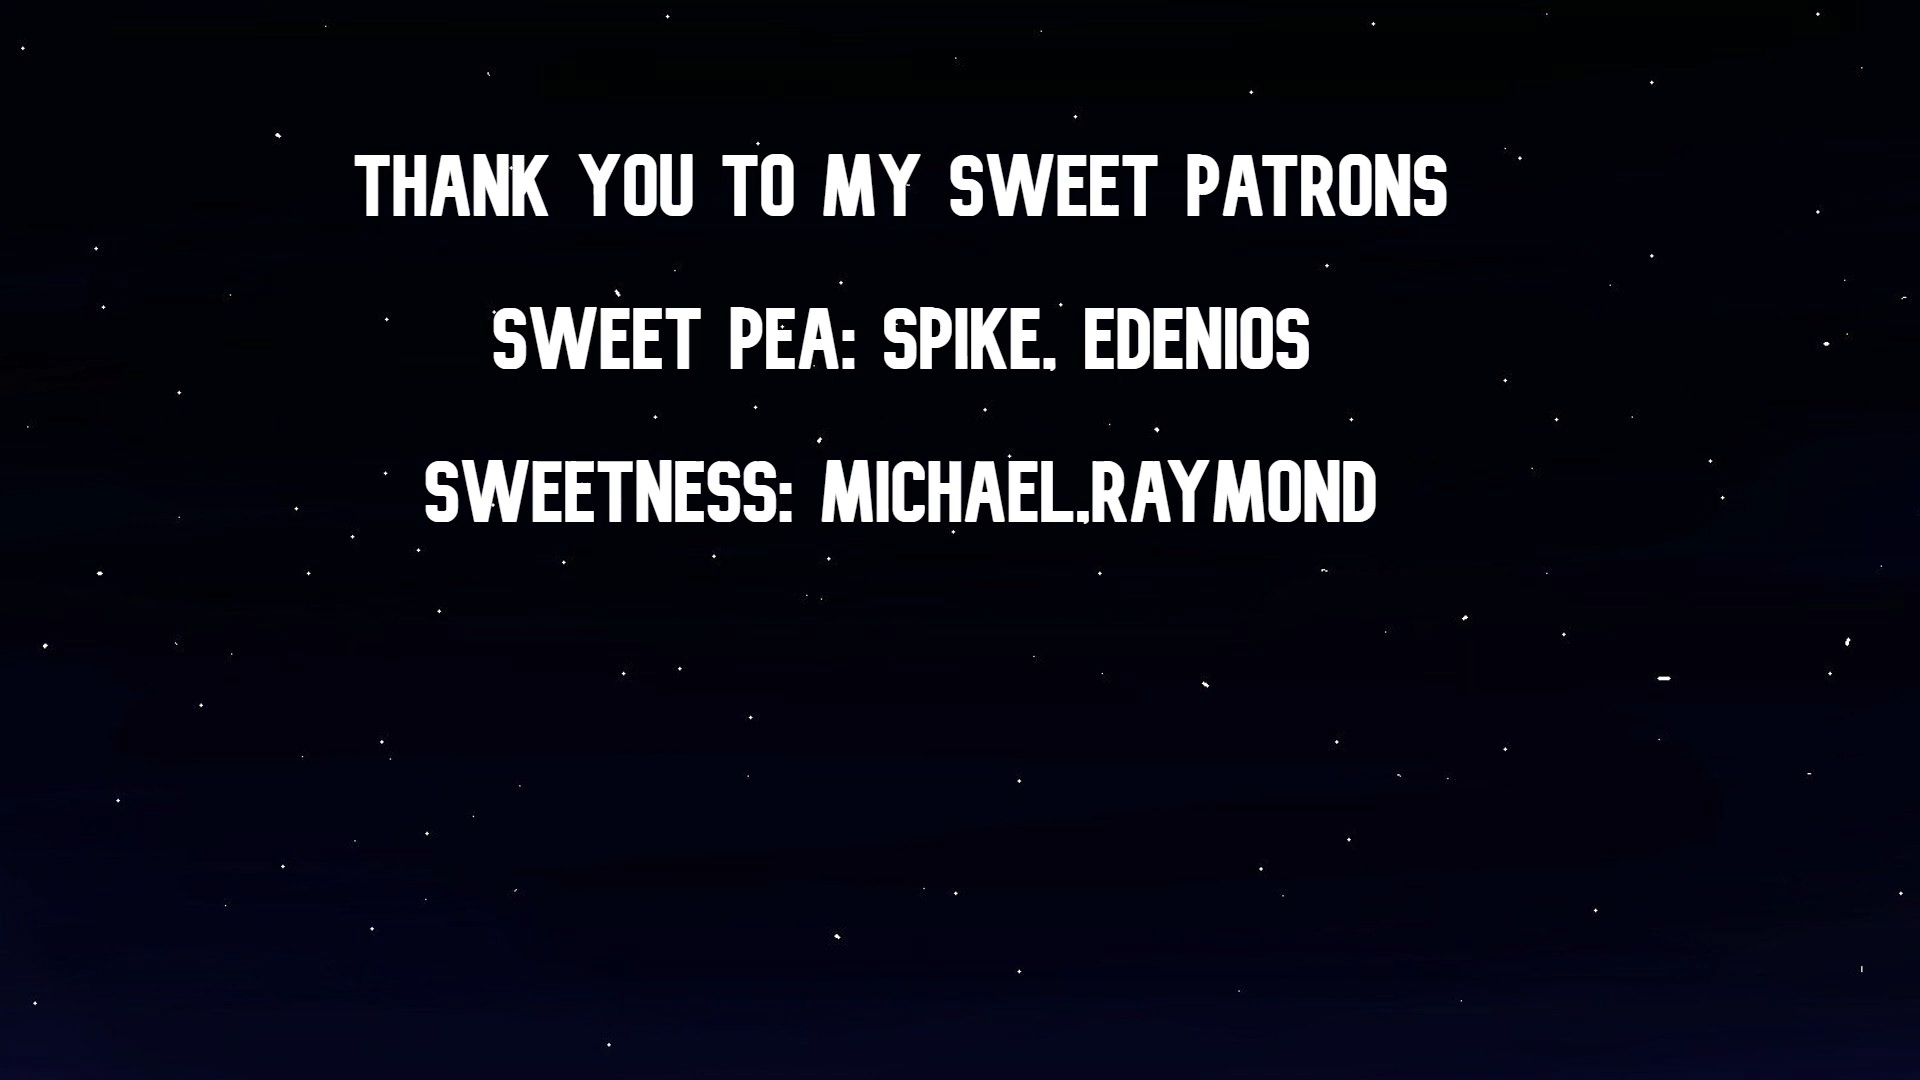 THANK YOU TO MY SWEET PATRONS
SWEET PEA: SPIKE, EDENIOS
SWEETNESS: MICHAEL,RAYMOND